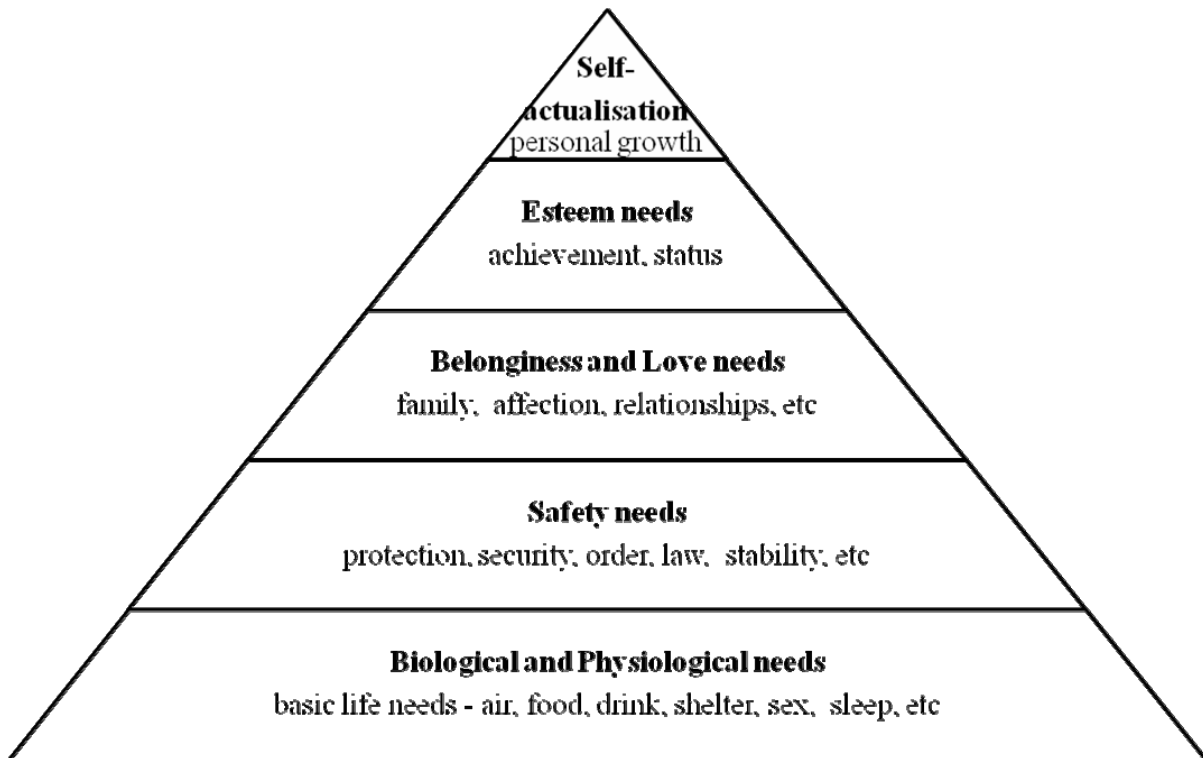 Self-
actualisation
personal growth
Esteem needs
achievement, status
Belonginess and Love needs
family, affection, relationships, etc
Safety needs
protection, security, order, law, stability, etc
Biological and Physiological needs
basic life needs - air, food, drink, shelter, sex, sleep, etc